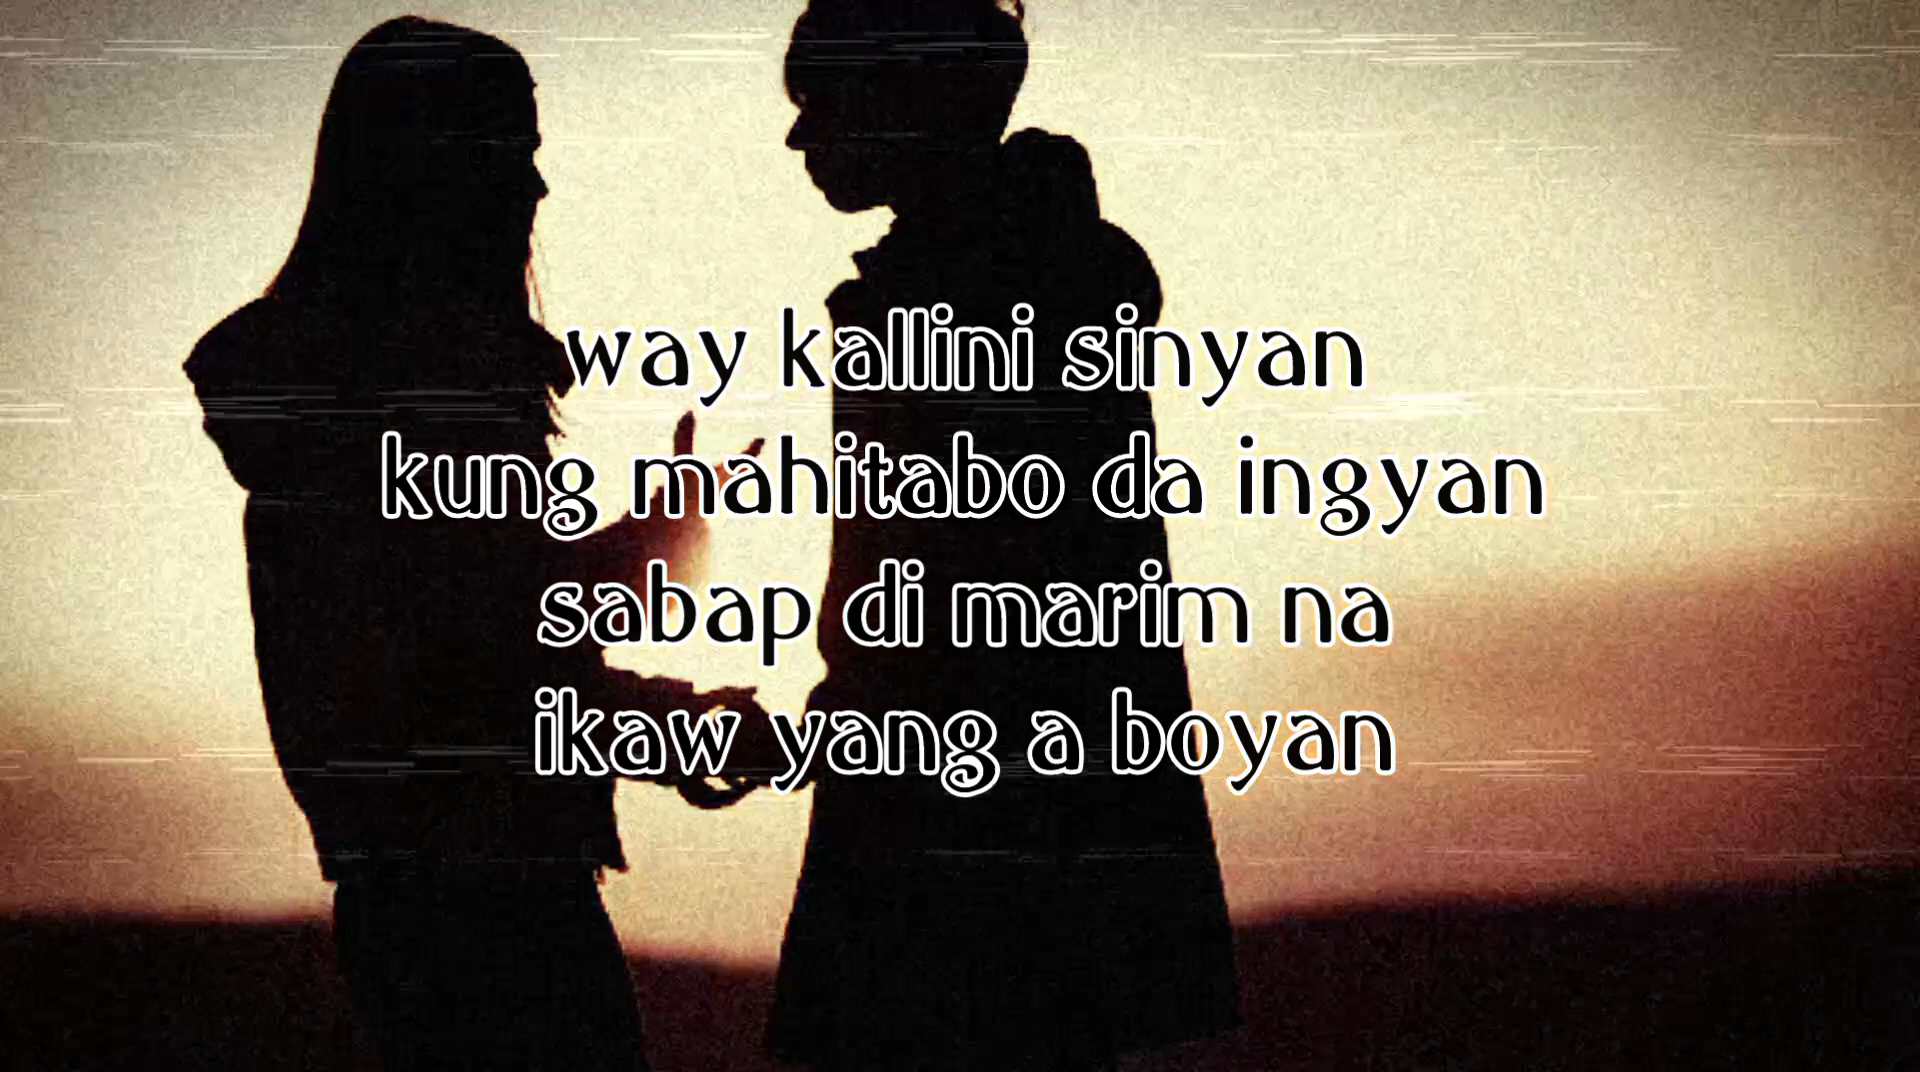 way kallini sinyan
kung mahitabo da ingyan
sabap di marim na
ikaw yang a boyan